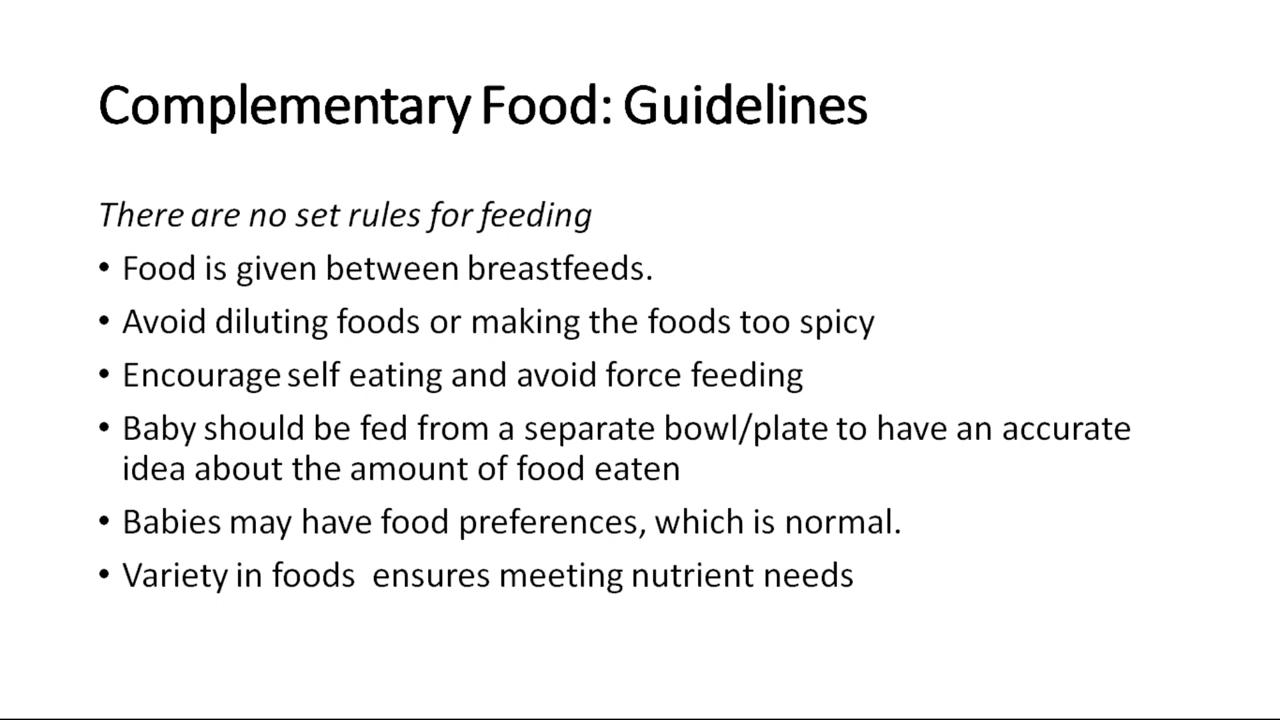 Complementary Food: Guidelines
There are no set rules for feeding
• Food is given between breastfeeds.
• Avoid diluting foods or making the foods too spicy
• Encourage self eating and avoid force feeding
• Baby should be fed from a separate bowl/plate to have an accurate
idea about the amount of food eaten
• Babies may have food preferences, which is normal.
• Variety in foods  ensures meeting nutrient needs